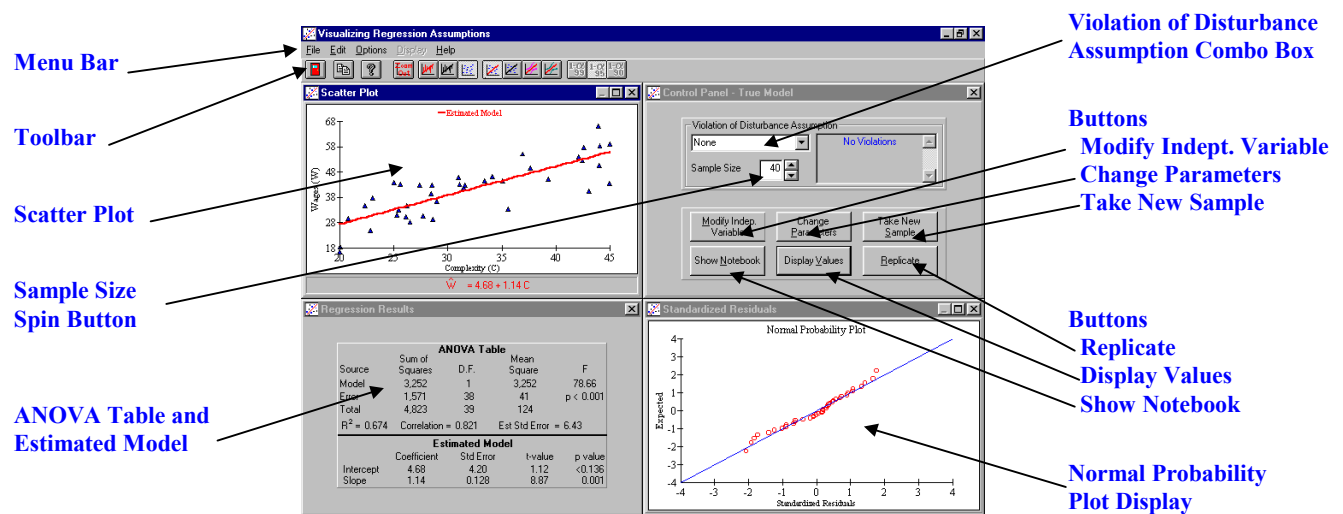 Menu Bar
Toolbar
Scatter Plot
Sample Size
Spin Button
ANOVA Table and
Estimated Model
Visualizing Regression Assumptions
File Edit Options Display Help
Zoom Out
1-α 99 1-α 95 1-α 90
Scatter Plot
Estimated Model
68
58
48
38
28
18
Wages (W)
20 25 30 35 40 45
Complexity (C)
Ŵ = 4.68 + 1.14 C
Control Panel - True Model
Violation of Disturbance Assumption
None
No Violations
Sample Size 40
Modify Indep. Variable
Change Parameters
Take New Sample
Show Notebook
Display Values
Replicate
Regression Results
ANOVA Table
Source Sum of Squares D.F. Mean Square F
Model 3,252 1 3,252 78.66
Error 1,571 38 41 p < 0.001
Total 4,823 39 124
R² = 0.674 Correlation = 0.821 Est Std Error = 6.43
Estimated Model
Coefficient Std Error t-value p value
Intercept 4.68 4.20 1.12 <0.136
Slope 1.14 0.128 8.87 0.001
Standardized Residuals
Normal Probability Plot
4
3
2
1
0
-1
-2
-3
-4
Expected
-4 -3 -2 -1 0 1 2 3 4
Standardized Residuals
Violation of Disturbance
Assumption Combo Box
Buttons
Modify Indept. Variable
Change Parameters
Take New Sample
Buttons
Replicate
Display Values
Show Notebook
Normal Probability
Plot Display